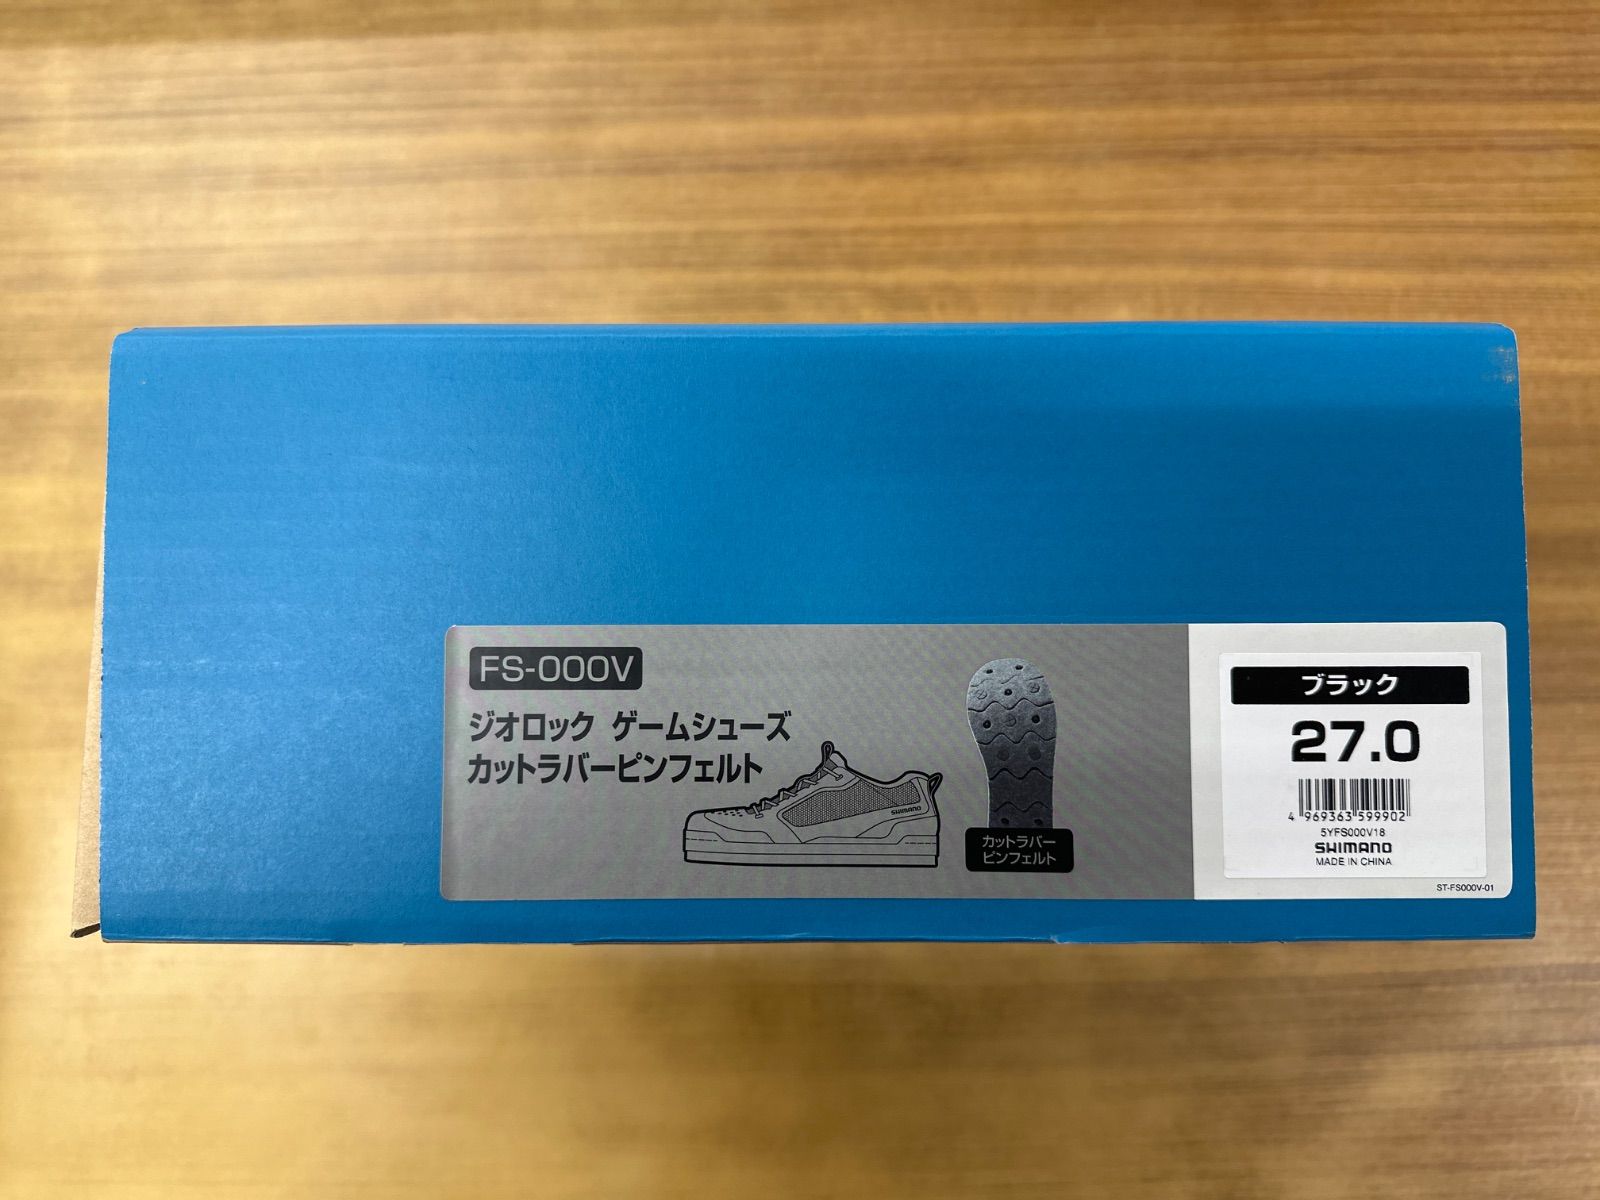 FS-000V
ジオロック ゲームシューズ
カットラバーピンフェルト
SHIMANO
カットラバー
ピンフェルト
ブラック
27.0
4 969363 599902
5YFS000V18
SHIMANO
MADE IN CHINA
ST-FS000V-01